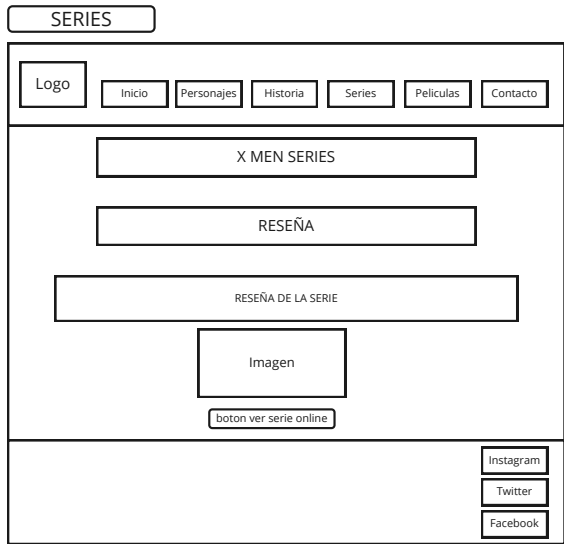 SERIES
Logo
Inicio
Personajes
Historia
Series
Peliculas
Contacto
X MEN SERIES
RESEÑA
RESEÑA DE LA SERIE
Imagen
boton ver serie online
Instagram
Twitter
Facebook